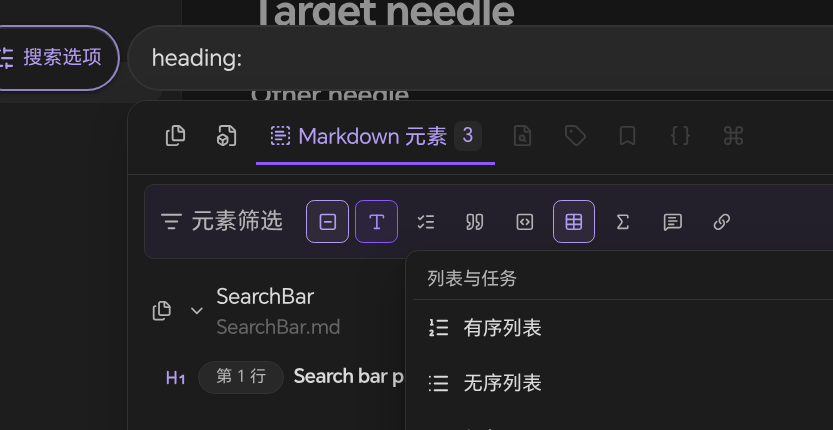 Target needle
搜索选项
heading:
Other needle
Markdown 元素 3
元素筛选
列表与任务
SearchBar
SearchBar.md
有序列表
H1 第 1 行 Search bar p
无序列表